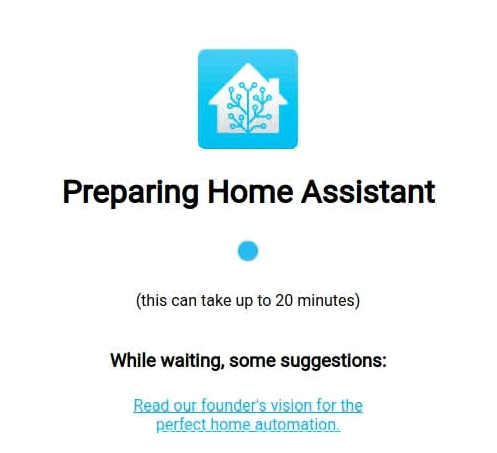 Preparing Home Assistant
(this can take up to 20 minutes)
While waiting, some suggestions:
Read our founder's vision for the
perfect home automation.